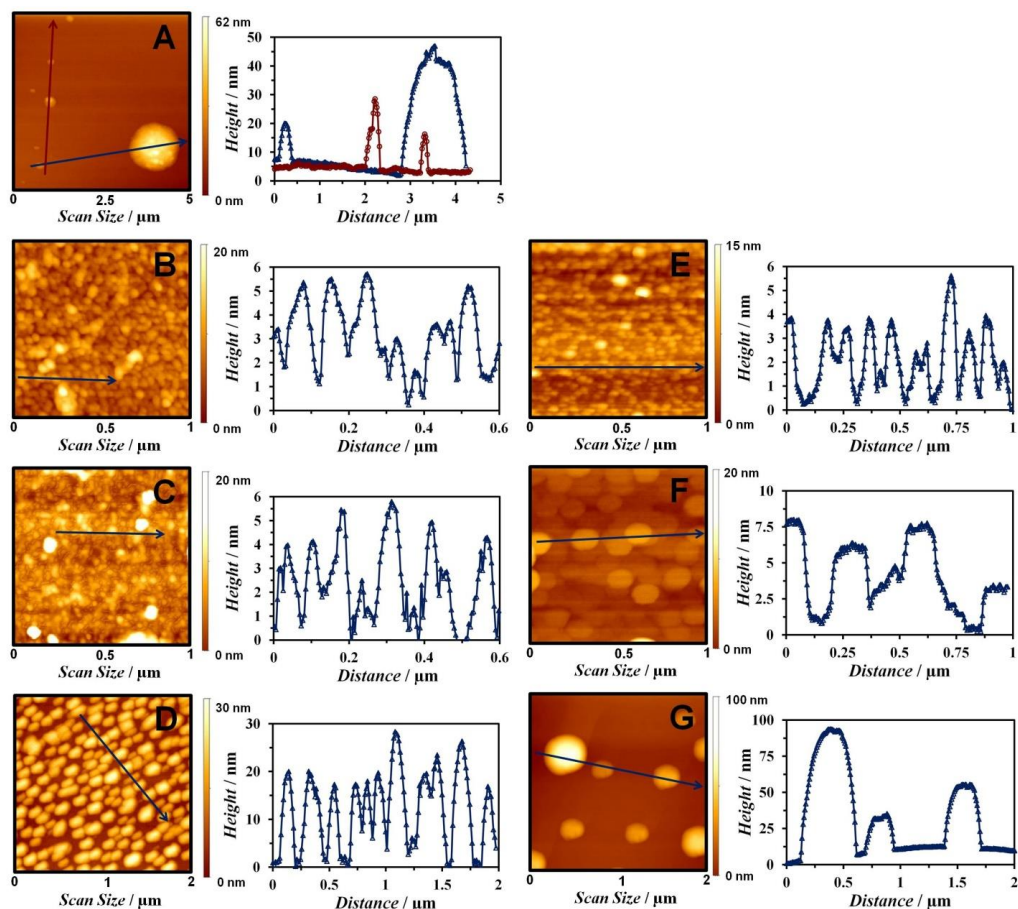 A
62 nm
0 nm
0 2.5 5
Scan Size / µm
Height / nm
50
45
40
35
30
25
20
15
10
5
0
0 1 2 3 4 5
Distance / µm
B
20 nm
0 nm
0 0.5 1
Scan Size / µm
Height / nm
6
5
4
3
2
1
0
0 0.2 0.4 0.6
Distance / µm
E
15 nm
0 nm
0 0.5 1
Scan Size / µm
Height / nm
6
5
4
3
2
1
0
0 0.25 0.5 0.75 1
Distance / µm
C
20 nm
0 nm
0 0.5 1
Scan Size / µm
Height / nm
6
5
4
3
2
1
0
0 0.2 0.4 0.6
Distance / µm
F
20 nm
0 nm
0 0.5 1
Scan Size / µm
Height / nm
10
7.5
5
2.5
0
0 0.25 0.5 0.75 1
Distance / µm
D
30 nm
0 nm
0 1 2
Scan Size / µm
Height / nm
30
20
10
0
0 0.5 1 1.5 2
Distance / µm
G
100 nm
0 nm
0 1 2
Scan Size / µm
Height / nm
100
75
50
25
0
0 0.5 1 1.5 2
Distance / µm